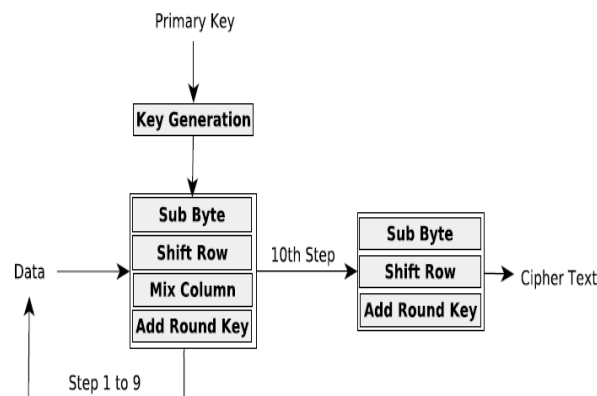 Primary Key
Key Generation
Sub Byte
Shift Row
Mix Column
Add Round Key
Data
10th Step
Sub Byte
Shift Row
Add Round Key
Cipher Text
Step 1 to 9